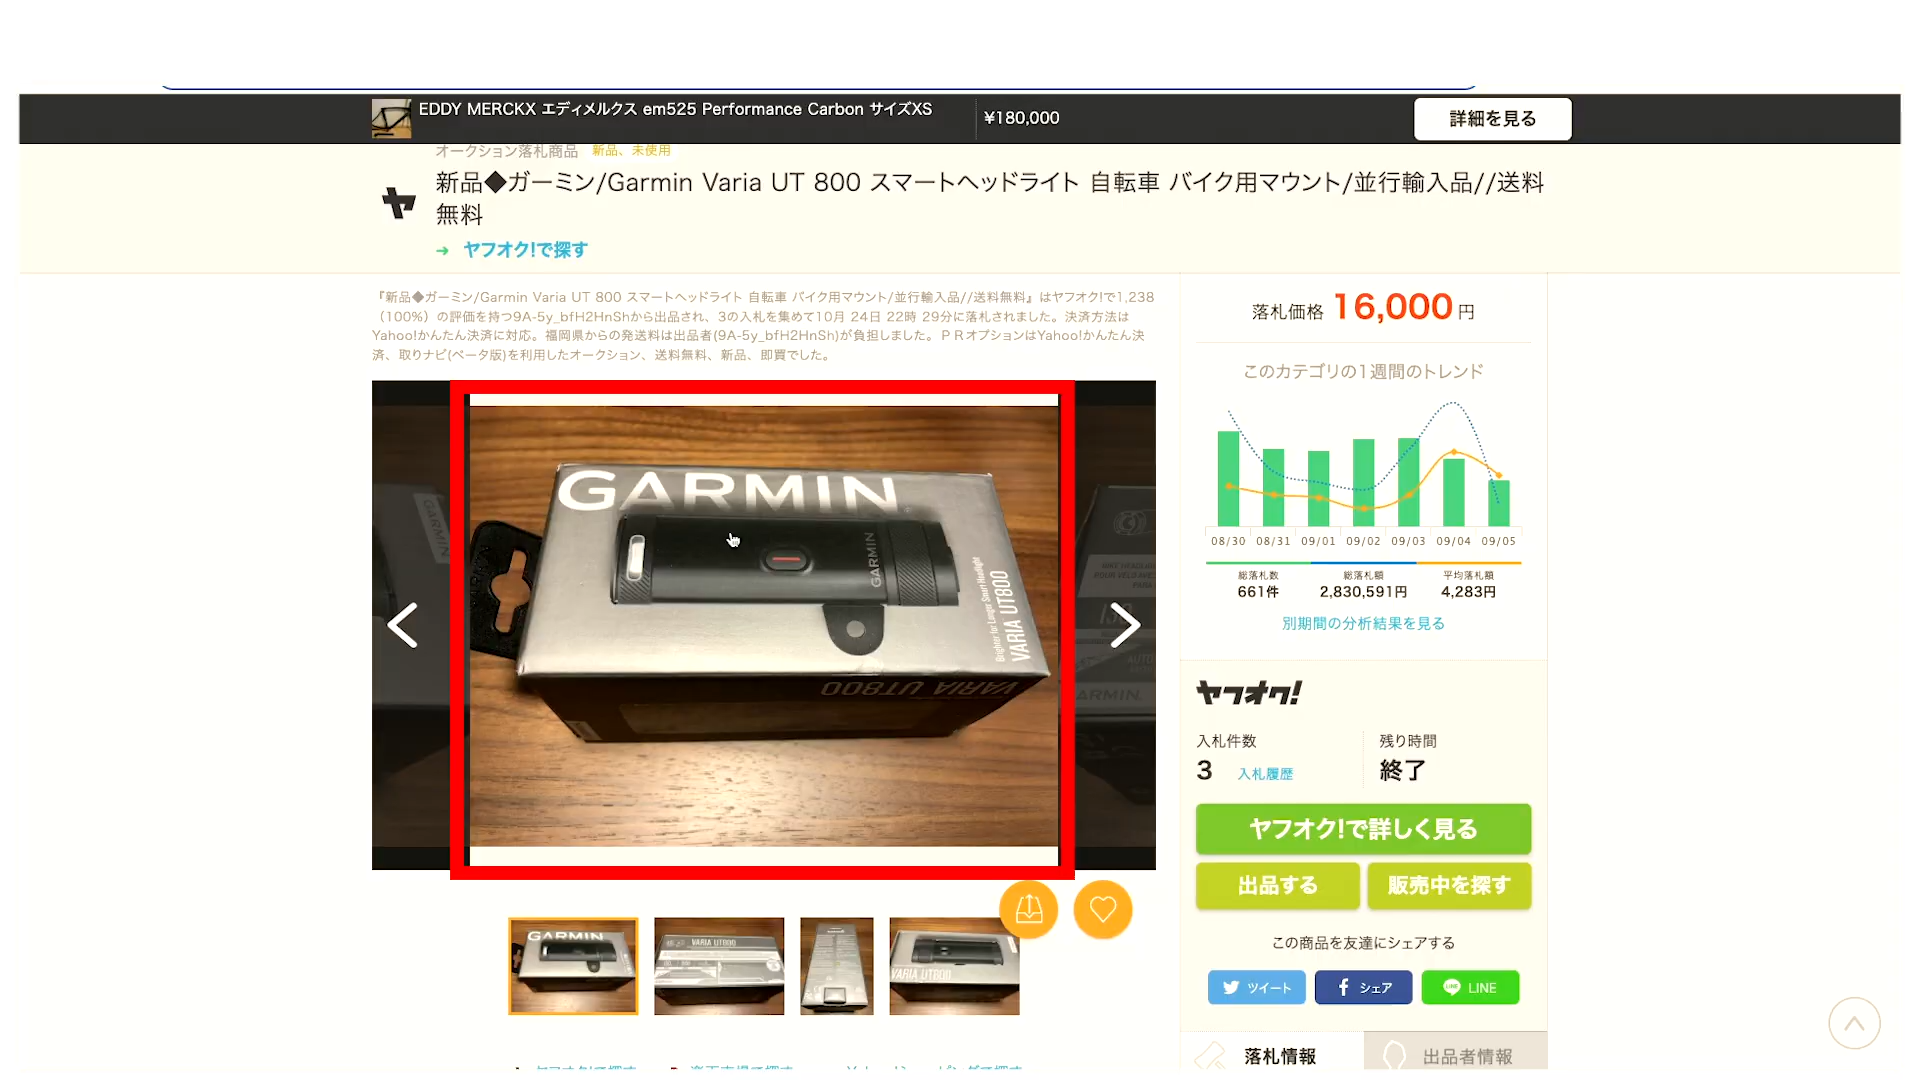 EDDY MERCKX エディメルクス em525 Performance Carbon サイズXS
¥180,000
詳細を見る
オークション落札商品 新品、未使用
ヤ
新品◆ガーミン/Garmin Varia UT 800 スマートヘッドライト 自転車 バイク用マウント/並行輸入品//送料
無料
→ ヤフオク!で探す
『新品◆ガーミン/Garmin Varia UT 800 スマートヘッドライト 自転車 バイク用マウント/並行輸入品//送料無料』はヤフオク!で1,238
（100%）の評価を持つ9A-5y_bfH2HnShから出品され、3の入札を集めて10月 24日 22時 29分に落札されました。決済方法は
Yahoo!かんたん決済に対応。福岡県からの発送料は出品者(9A-5y_bfH2HnSh)が負担しました。PRオプションはYahoo!かんたん決
済、取りナビ(ベータ版)を利用したオークション、送料無料、新品、即買でした。
GARMIN
GARMIN
Brighter for Longer Smart Headlight
VARIA UT800
VARIA UT800
GARMIN
GARMIN
GARMIN
VARIA UT800
VARIA UT800
落札価格 16,000 円
このカテゴリの1週間のトレンド
08/30 08/31 09/01 09/02 09/03 09/04 09/05
総落札数 総落札額 平均落札額
661件 2,830,591円 4,283円
別期間の分析結果を見る
ヤフオク!
入札件数 残り時間
3 入札履歴 終了
ヤフオク!で詳しく見る
出品する 販売中を探す
この商品を友達にシェアする
ツイート シェア LINE
落札情報 出品者情報